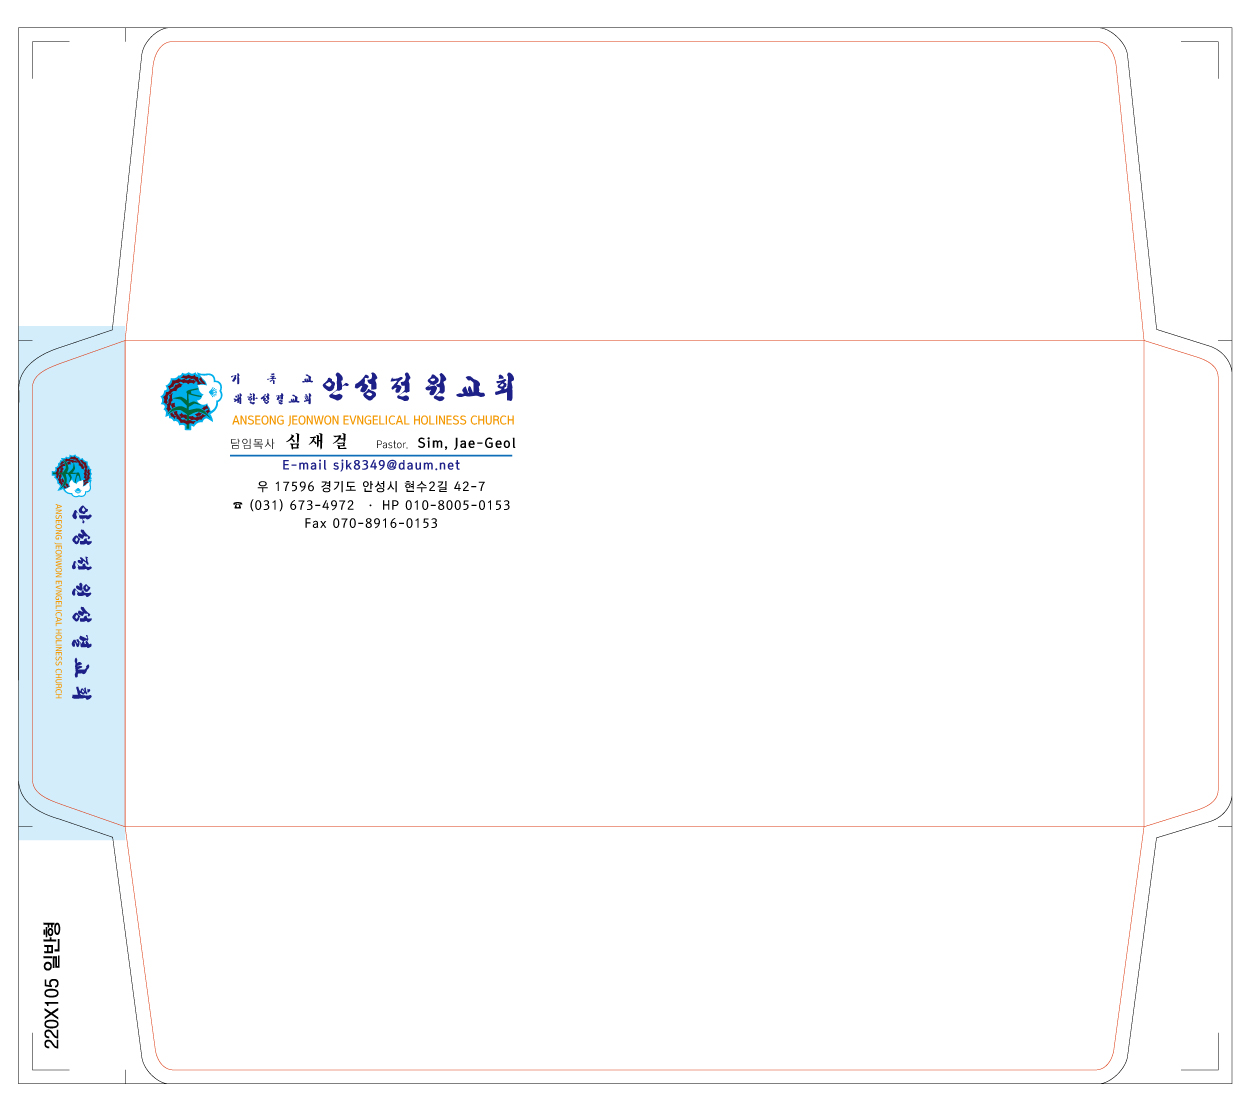 기독교 안성전원교회
대한성결교회
ANSEONG JEONWON EVNGELICAL HOLINESS CHURCH
담임목사 심재걸 Pastor. Sim, Jae-Geol
E-mail sjk8349@daum.net
우 17596 경기도 안성시 현수2길 42-7
☎ (031) 673-4972 · HP 010-8005-0153
Fax 070-8916-0153
안성전원성결교회
ANSEONG JEONWON EVNGELICAL HOLINESS CHURCH
220X105 일반형